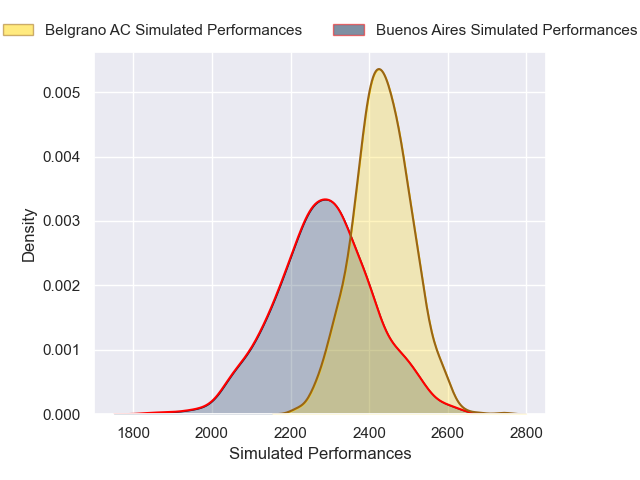 Belgrano AC Simulated Performances
Buenos Aires Simulated Performances
0.005
0.004
0.003
0.002
0.001
0.000
Density
1800 2000 2200 2400 2600 2800
Simulated Performances